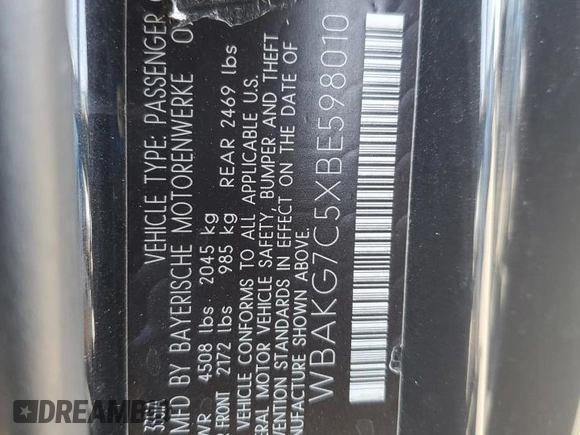 VEHICLE TYPE: PASSENGER
MFD BY BAYERISCHE MOTORENWERKE
4508 lbs 2045 kg
FRONT 2172 lbs 985 kg REAR 2469 lbs
VEHICLE CONFORMS TO ALL APPLICABLE U.S.
MOTOR VEHICLE SAFETY, BUMPER AND THEFT
STANDARDS IN EFFECT ON THE DATE OF
SHOWN ABOVE.
WBAKG7C5XBE598010